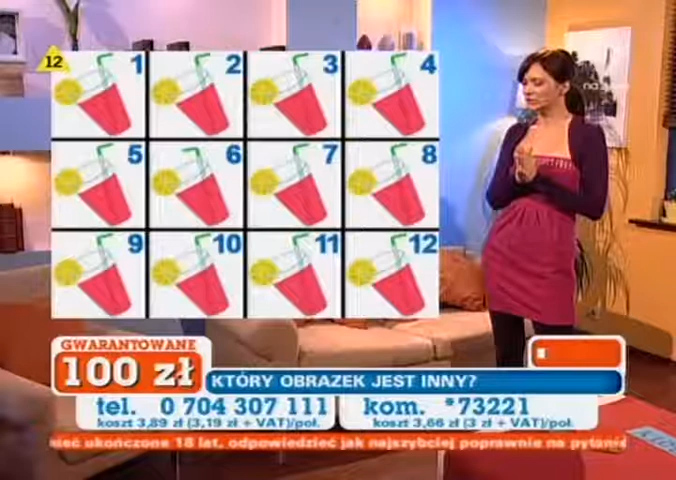 12
1 2 3 4
5 6 7 8
9 10 11 12
GWARANTOWANE
100 zł
KTÓRY OBRAZEK JEST INNY?
tel. 0 704 307 111
koszt 3,89 zł (3,19 zł + VAT)/poł.
kom. *73221
koszt 3,66 zł (3 zł + VAT)/poł.
ukończone 18 lat, odpowiedzieć jak najszybciej poprawnie na pytanie